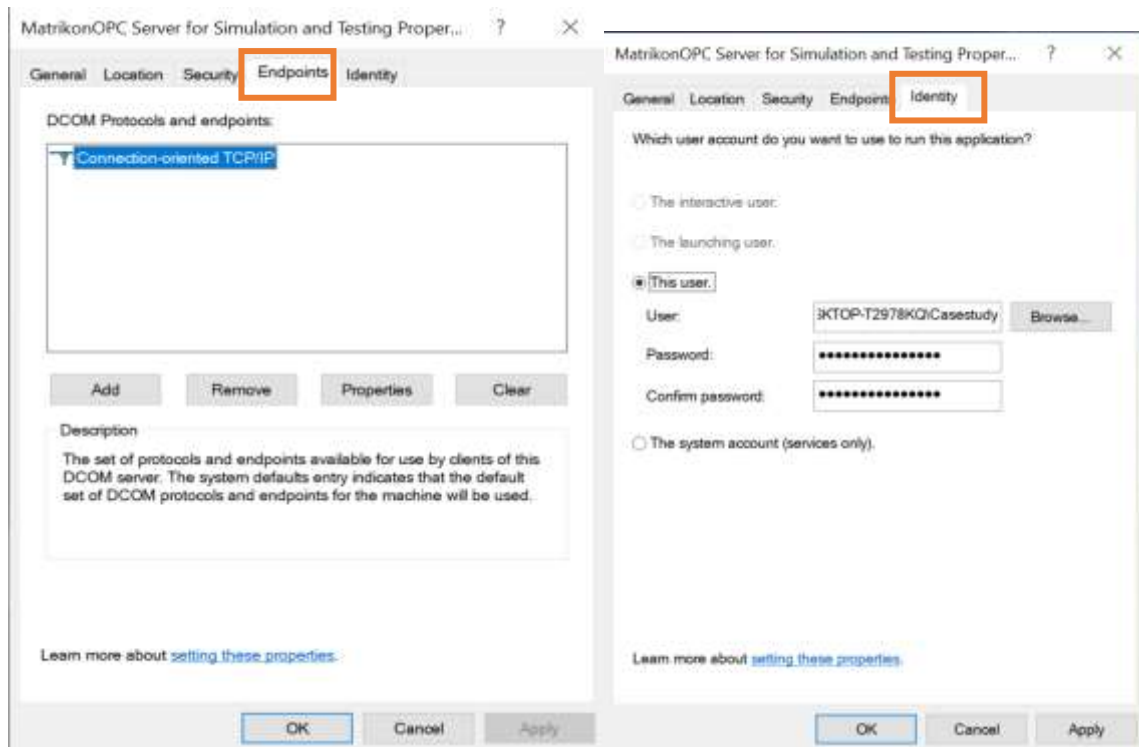 MatrikonOPC Server for Simulation and Testing Proper... ? ×
General Location Security Endpoints Identity
DCOM Protocols and endpoints:
Connection-oriented TCP/IP
Add Remove Properties Clear
Description
The set of protocols and endpoints available for use by clients of this
DCOM server. The system defaults entry indicates that the default
set of DCOM protocols and endpoints for the machine will be used.
Learn more about setting these properties.
OK Cancel Apply
MatrikonOPC Server for Simulation and Testing Proper... ? ×
General Location Security Endpoints Identity
Which user account do you want to use to run this application?
The interactive user.
The launching user.
This user.
User: KTOP-T2978KQ\Casestudy Browse...
Password: ●●●●●●●●●●●●●●●
Confirm password: ●●●●●●●●●●●●●●●
The system account (services only).
Learn more about setting these properties.
OK Cancel Apply